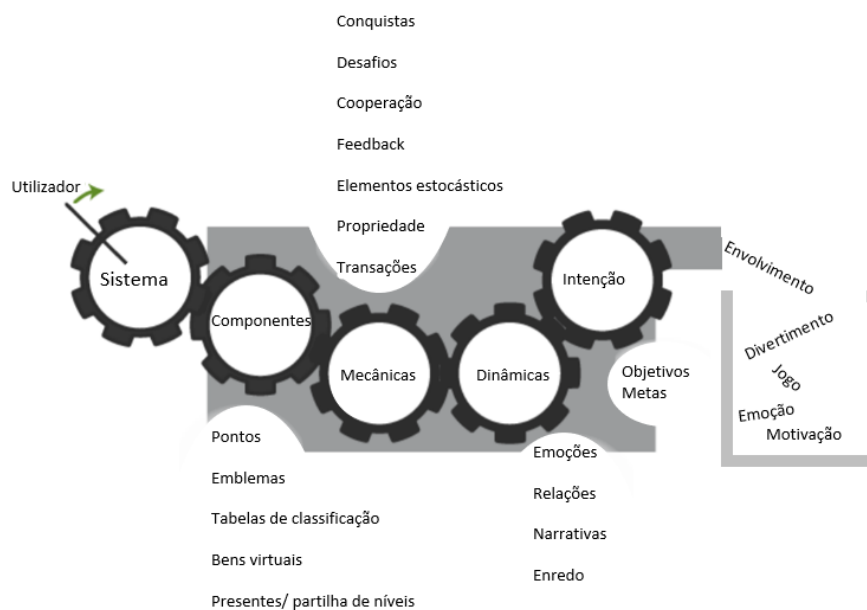 Conquistas
Desafios
Cooperação
Feedback
Elementos estocásticos
Propriedade
Transações
Utilizador
Sistema
Componentes
Mecânicas
Dinâmicas
Intenção
Objetivos
Metas
Envolvimento
Divertimento
Jogo
Emoção
Motivação
Pontos
Emblemas
Tabelas de classificação
Bens virtuais
Presentes/ partilha de níveis
Emoções
Relações
Narrativas
Enredo